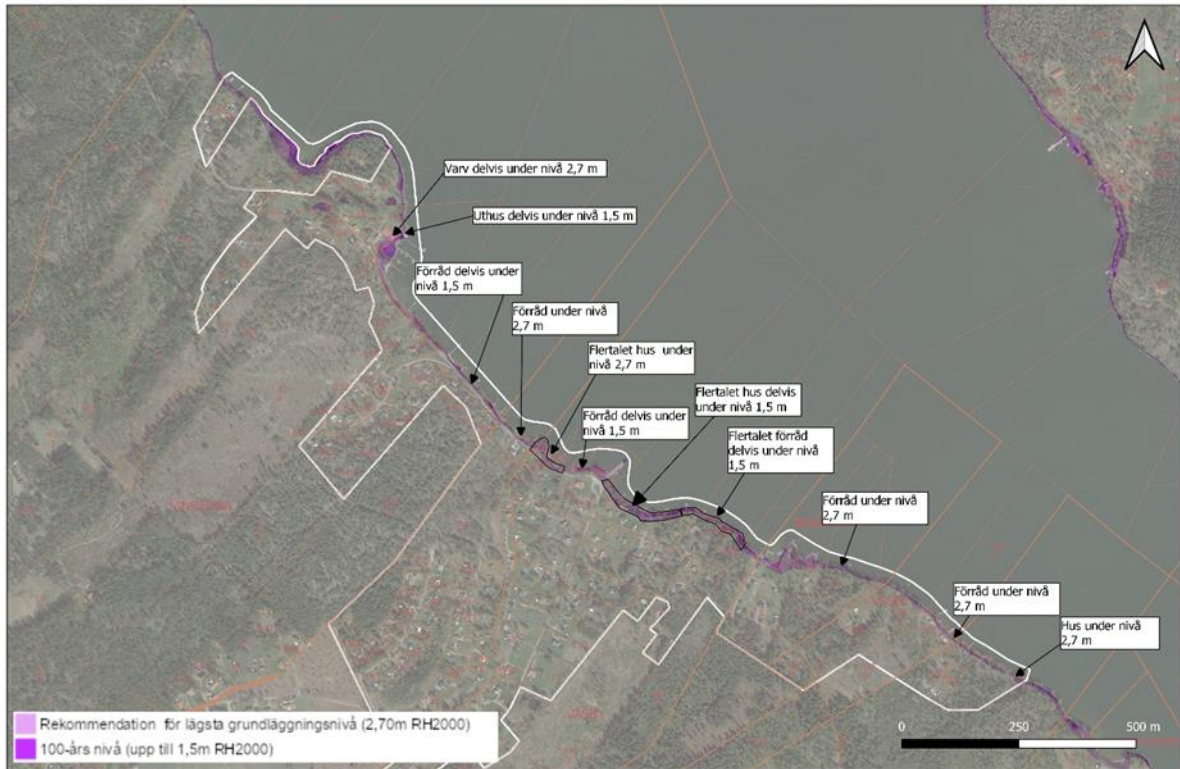 Varv delvis under nivå 2,7 m
Uthus delvis under nivå 1,5 m
Förråd delvis under
nivå 1,5 m
Förråd under nivå
2,7 m
Flertalet hus under
nivå 2,7 m
Flertalet hus delvis
under nivå 1,5 m
Förråd delvis under
nivå 1,5 m
Flertalet förråd
delvis under nivå
1,5 m
Förråd under nivå
2,7 m
Förråd under nivå
2,7 m
Hus under nivå
2,7 m
Rekommendation för lägsta grundläggningsnivå (2,70m RH2000)
100-års nivå (upp till 1,5m RH2000)
0 250 500 m